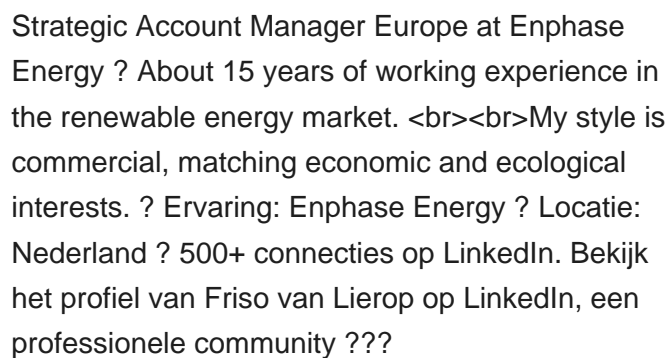 Strategic Account Manager Europe at Enphase
Energy ? About 15 years of working experience in
the renewable energy market. <br><br>My style is
commercial, matching economic and ecological
interests. ? Ervaring: Enphase Energy ? Locatie:
Nederland ? 500+ connecties op LinkedIn. Bekijk
het profiel van Friso van Lierop op LinkedIn, een
professionele community ???